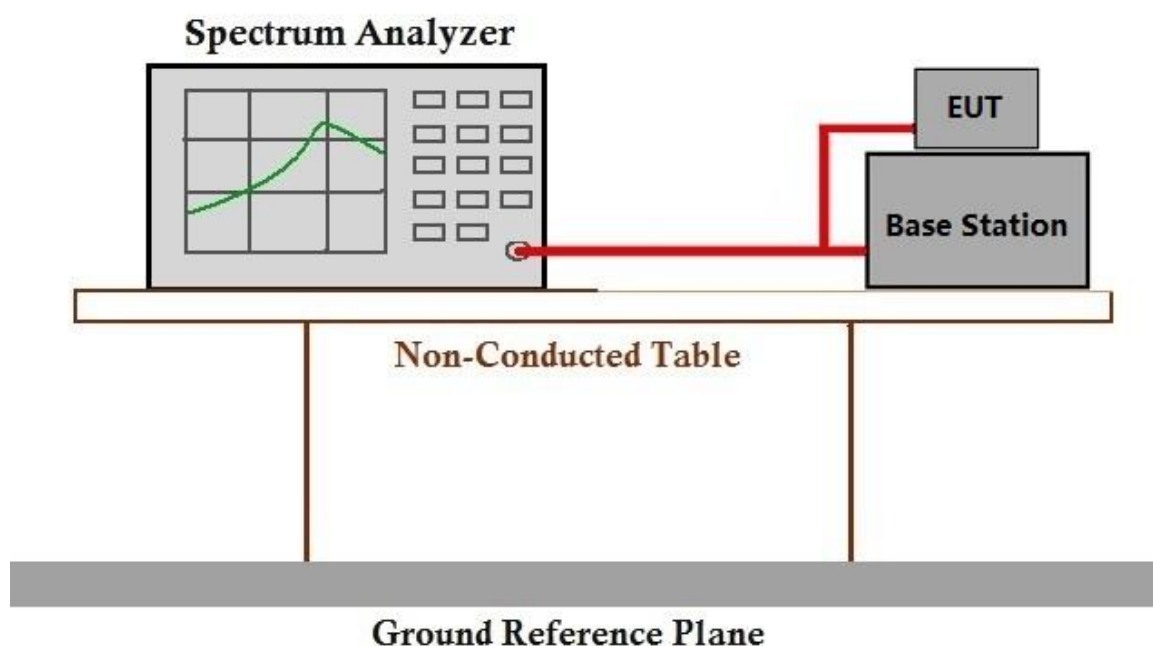 Spectrum Analyzer
EUT
Base Station
Non-Conducted Table
Ground Reference Plane